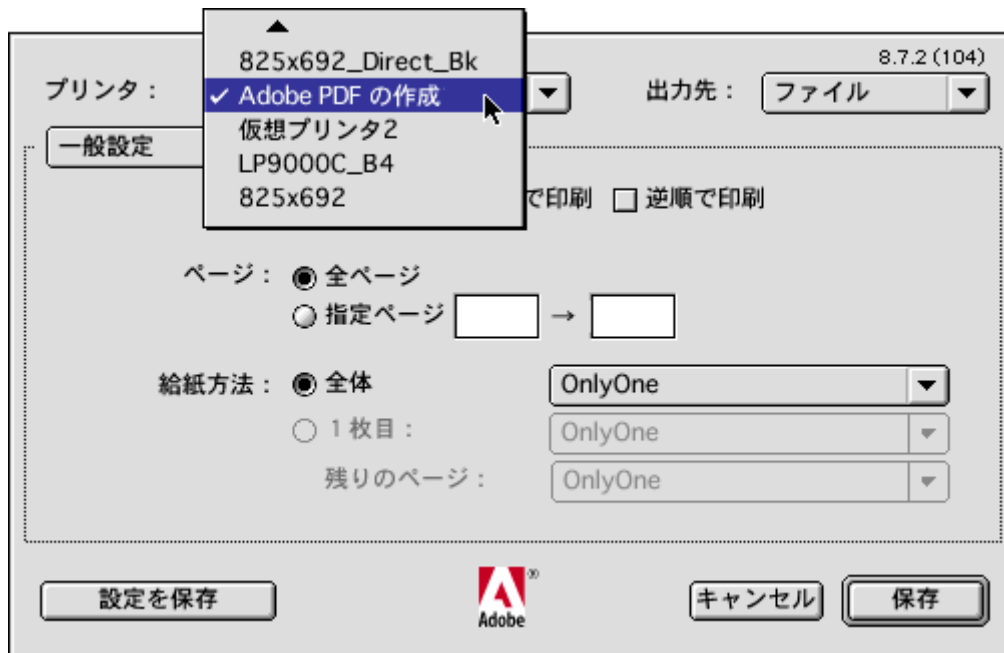 825x692_Direct_Bk
8.7.2 (104)
プリンタ：
✓ Adobe PDF の作成
出力先：
ファイル
仮想プリンタ2
一般設定
LP9000C_B4
825x692
で印刷
逆順で印刷
ページ：
全ページ
指定ページ
→
給紙方法：
全体
OnlyOne
1枚目：
OnlyOne
残りのページ：
OnlyOne
設定を保存
Adobe
®
キャンセル
保存